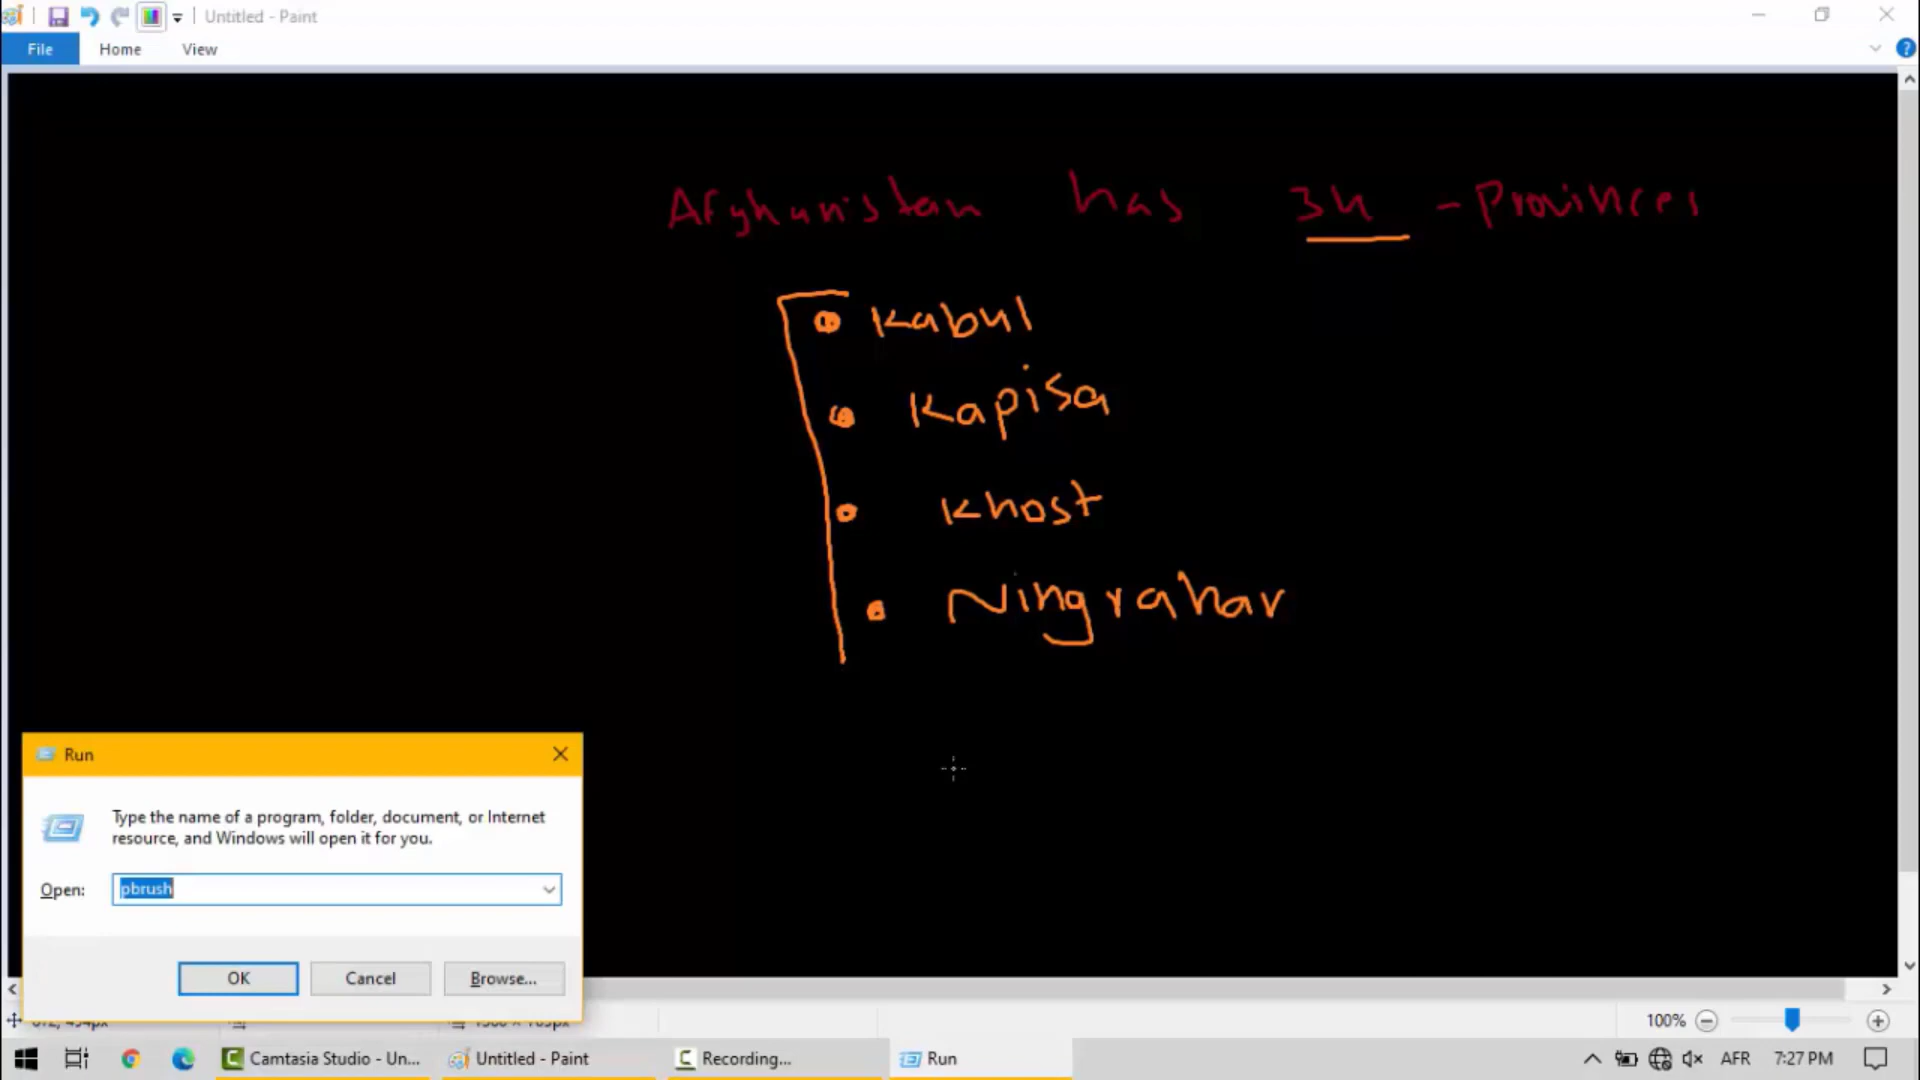 Untitled - Paint
File Home View
Afghanistan has 34 - Provinces
Kabul
Kapisa
Khost
Ningrahar
Run
Type the name of a program, folder, document, or Internet
resource, and Windows will open it for you.
Open: pbrush
OK Cancel Browse...
100%
Camtasia Studio - Un... Untitled - Paint Recording... Run AFR 7:27 PM